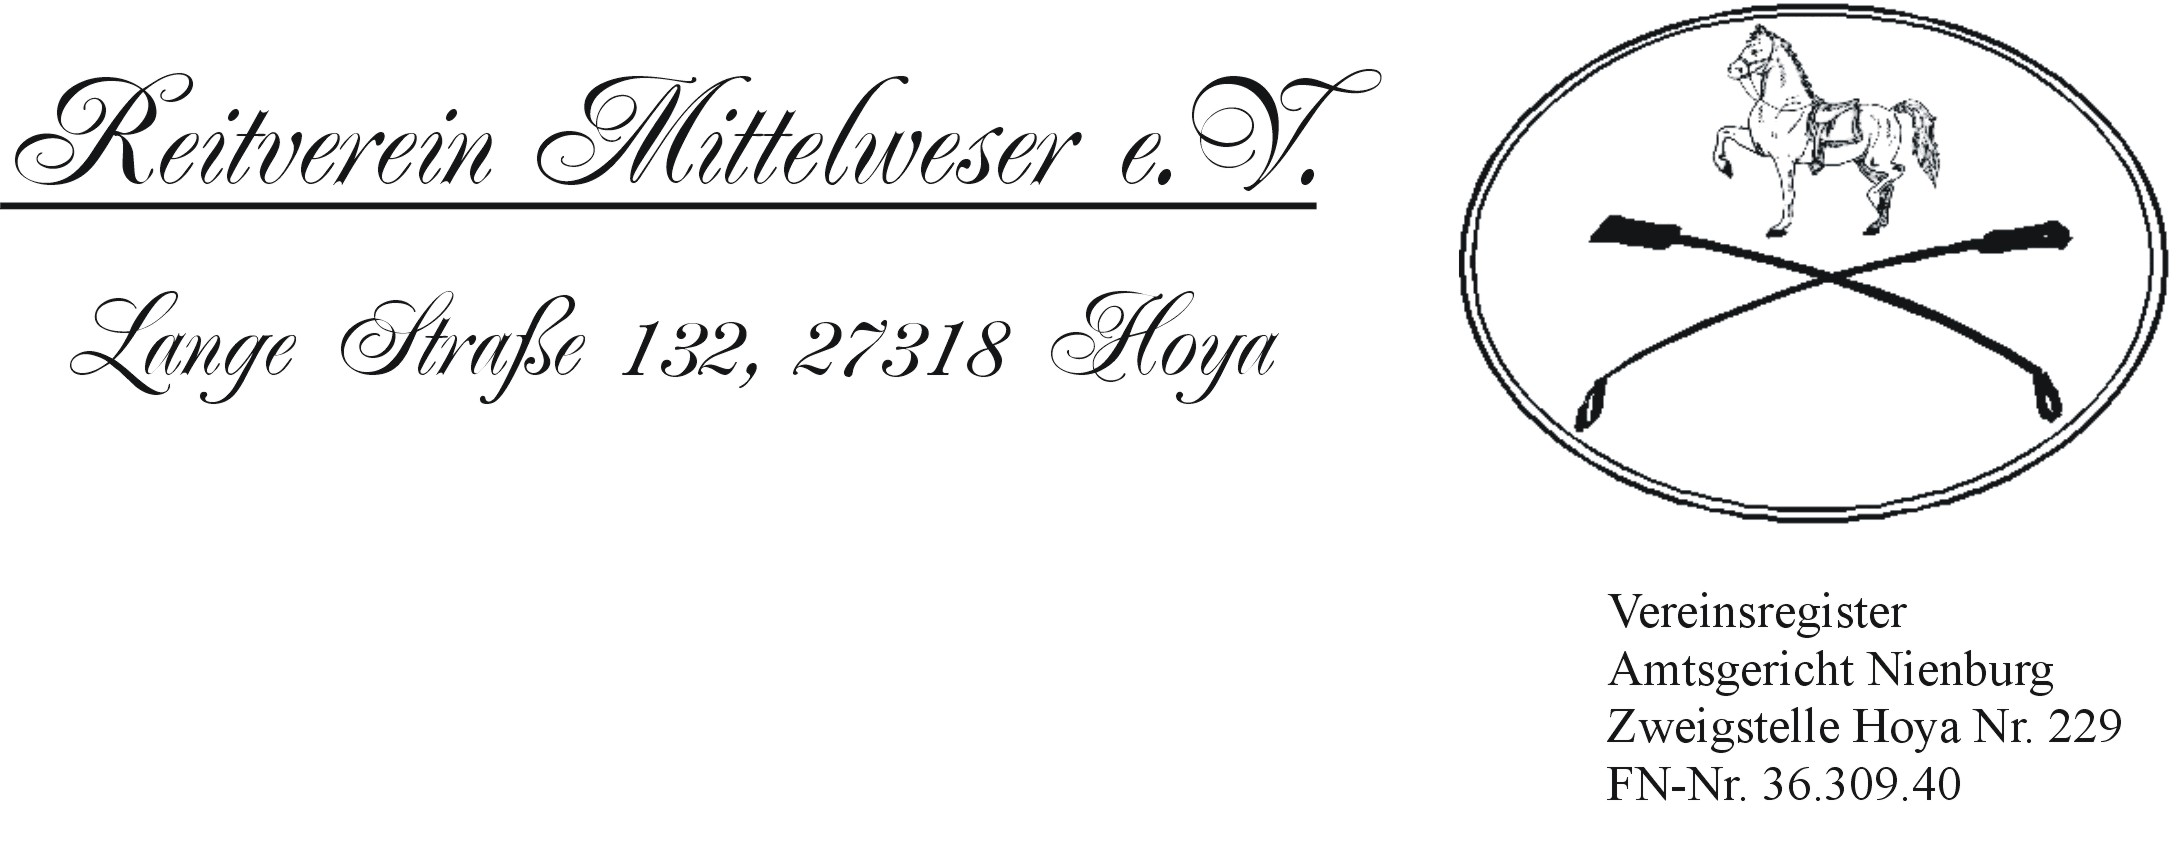 Reitverein Mittelweser e.V.
Lange Straße 132, 27318 Hoya
Vereinsregister
Amtsgericht Nienburg
Zweigstelle Hoya Nr. 229
FN-Nr. 36.309.40